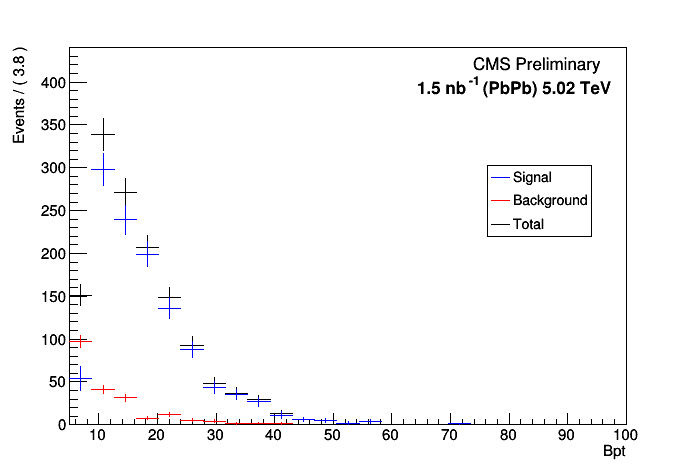 CMS Preliminary
1.5 nb⁻¹ (PbPb) 5.02 TeV
Events / ( 3.8 )
400
350
300
250
200
150
100
50
0
Signal
Background
Total
10 20 30 40 50 60 70 80 90 100
Bpt